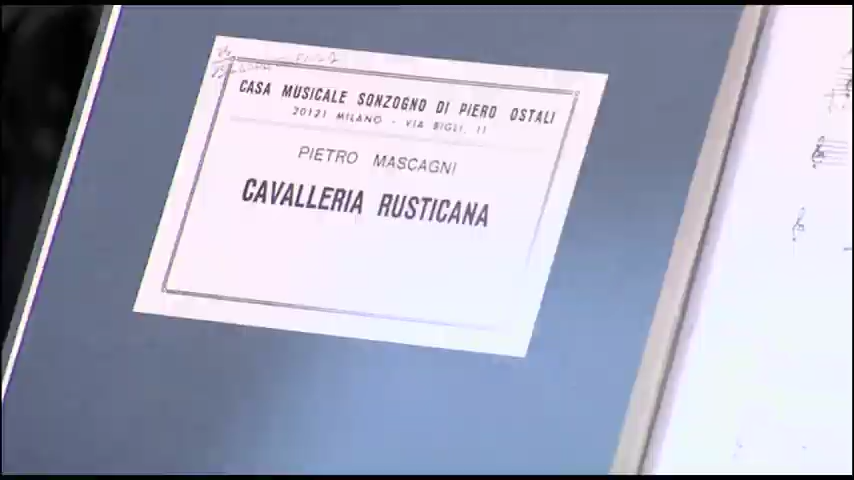 CASA MUSICALE SONZOGNO DI PIERO OSTALI
20121 MILANO - VIA BIGLI, 11
PIETRO MASCAGNI
CAVALLERIA RUSTICANA